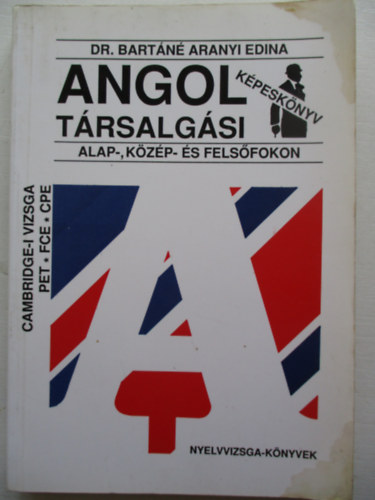 DR. BARTÁNÉ ARANYI EDINA
ANGOL
KÉPESKÖNYV
TÁRSALGÁSI
ALAP-, KÖZÉP- ÉS FELSŐFOKON
CAMBRIDGE-I VIZSGA
PET • FCE • CPE
A
NYELVVIZSGA-KÖNYVEK